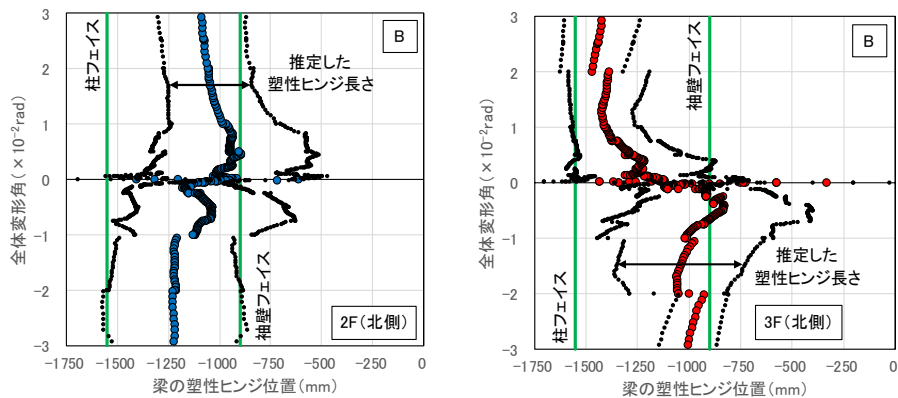 B
推定した
塑性ヒンジ長さ
柱フェイス
袖壁フェイス
2F(北側)
全体変形角(×10⁻²rad)
3
2
1
0
-1
-2
-3
-1750 -1500 -1250 -1000 -750 -500 -250 0
梁の塑性ヒンジ位置(mm)
B
袖壁フェイス
推定した
塑性ヒンジ長さ
柱フェイス
3F(北側)
全体変形角(×10⁻²rad)
3
2
1
0
-1
-2
-3
-1750 -1500 -1250 -1000 -750 -500 -250 0
梁の塑性ヒンジ位置(mm)